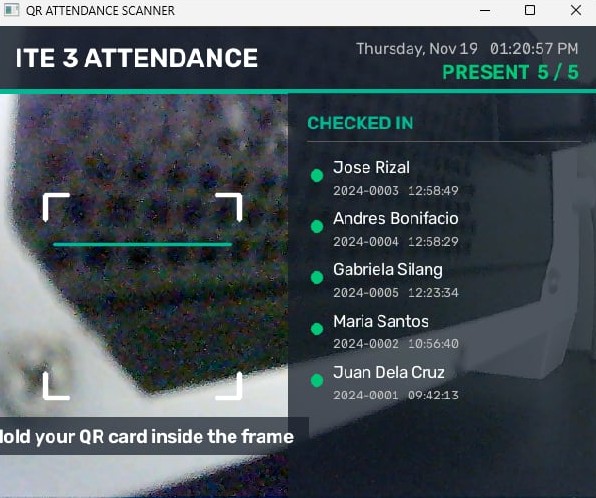 QR ATTENDANCE SCANNER
ITE 3 ATTENDANCE
Thursday, Nov 19 01:20:57 PM
PRESENT 5 / 5
CHECKED IN
Jose Rizal
2024-0003 12:58:49
Andres Bonifacio
2024-0004 12:58:29
Gabriela Silang
2024-0005 12:23:34
Maria Santos
2024-0002 10:56:40
Juan Dela Cruz
2024-0001 09:42:13
Hold your QR card inside the frame